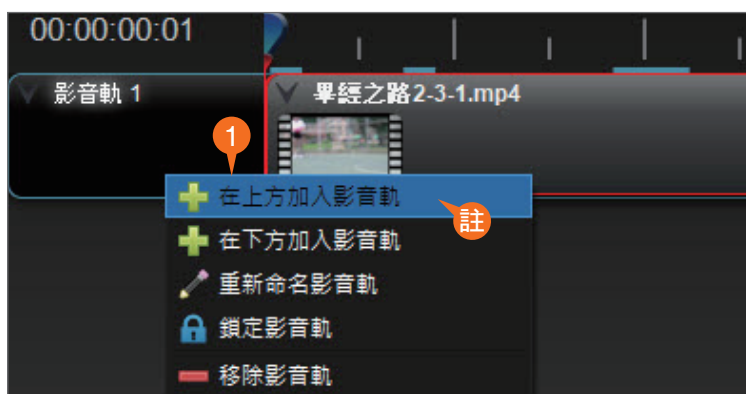 00:00:00:01
影音軌 1
畢經之路2-3-1.mp4
1
在上方加入影音軌
註
在下方加入影音軌
重新命名影音軌
鎖定影音軌
移除影音軌